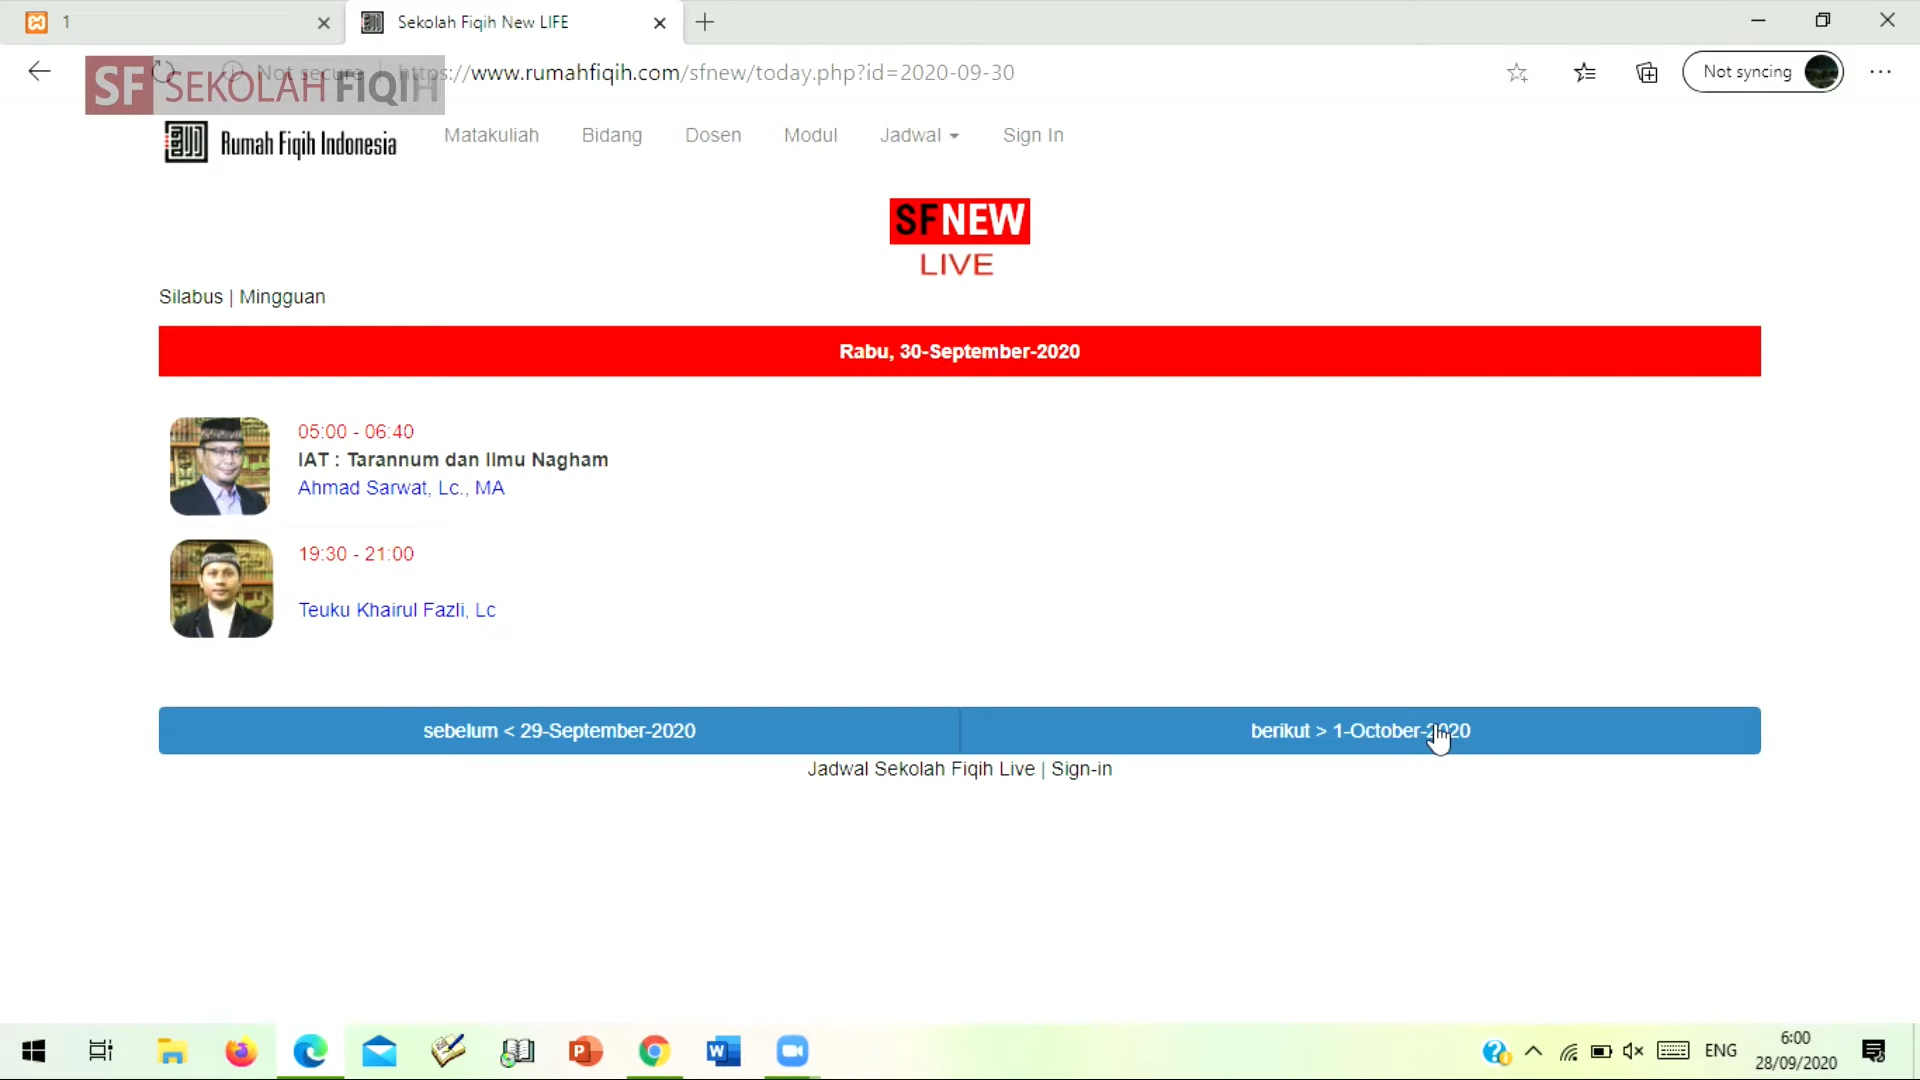 1
Sekolah Fiqih New LIFE
SF SEKOLAH FIQIH
Not secure https://www.rumahfiqih.com/sfnew/today.php?id=2020-09-30
Not syncing
Rumah Fiqih Indonesia
Matakuliah Bidang Dosen Modul Jadwal Sign In
SFNEW
LIVE
Silabus | Mingguan
Rabu, 30-September-2020
05:00 - 06:40
IAT : Tarannum dan Ilmu Nagham
Ahmad Sarwat, Lc., MA
19:30 - 21:00
Teuku Khairul Fazli, Lc
sebelum < 29-September-2020
berikut > 1-October-2020
Jadwal Sekolah Fiqih Live | Sign-in
ENG
6:00
28/09/2020